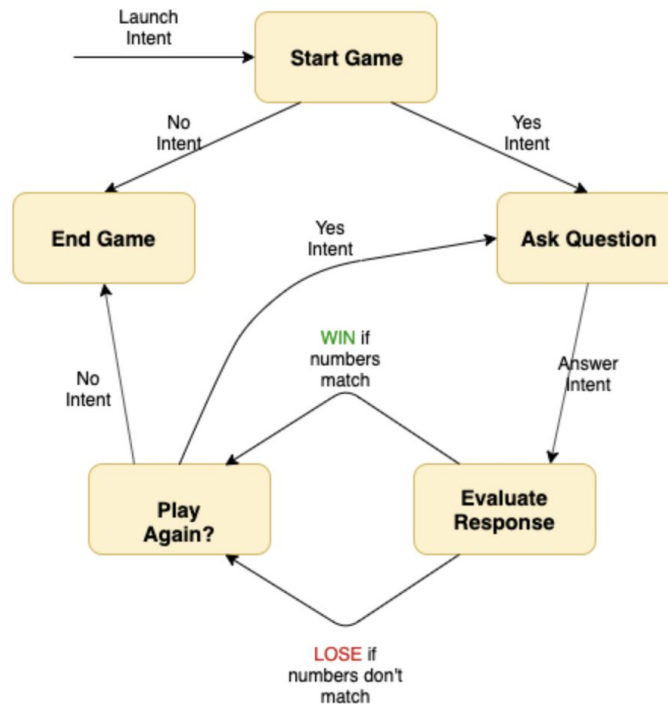 Launch
Intent
Start Game
No
Intent
Yes
Intent
End Game
Yes
Intent
Ask Question
WIN if
numbers
match
No
Intent
Answer
Intent
Play
Again?
Evaluate
Response
LOSE if
numbers don't
match